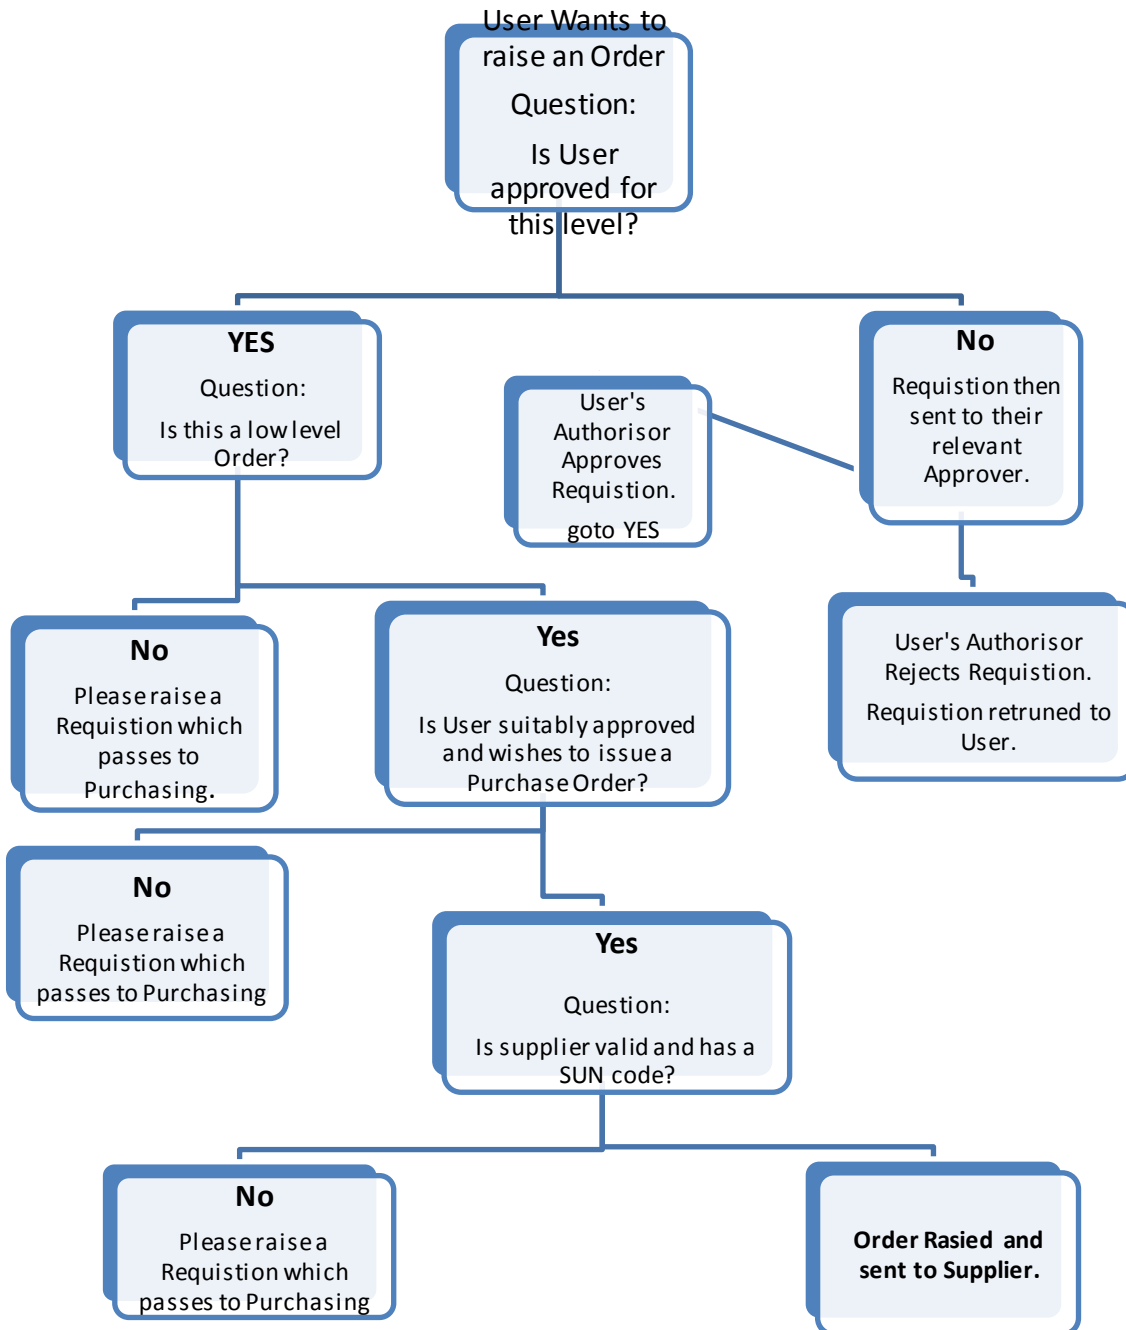 User Wants to
raise an Order
Question:
Is User
approved for
this level?
YES
Question:
Is this a low level
Order?
User's
Authorisor
Approves
Requistion.
goto YES
No
Requistion then
sent to their
relevant
Approver.
No
Please raise a
Requistion which
passes to
Purchasing.
Yes
Question:
Is User suitably approved
and wishes to issue a
Purchase Order?
User's Authorisor
Rejects Requistion.
Requistion retruned to
User.
No
Please raise a
Requistion which
passes to Purchasing
Yes
Question:
Is supplier valid and has a
SUN code?
No
Please raise a
Requistion which
passes to Purchasing
Order Rasied and
sent to Supplier.